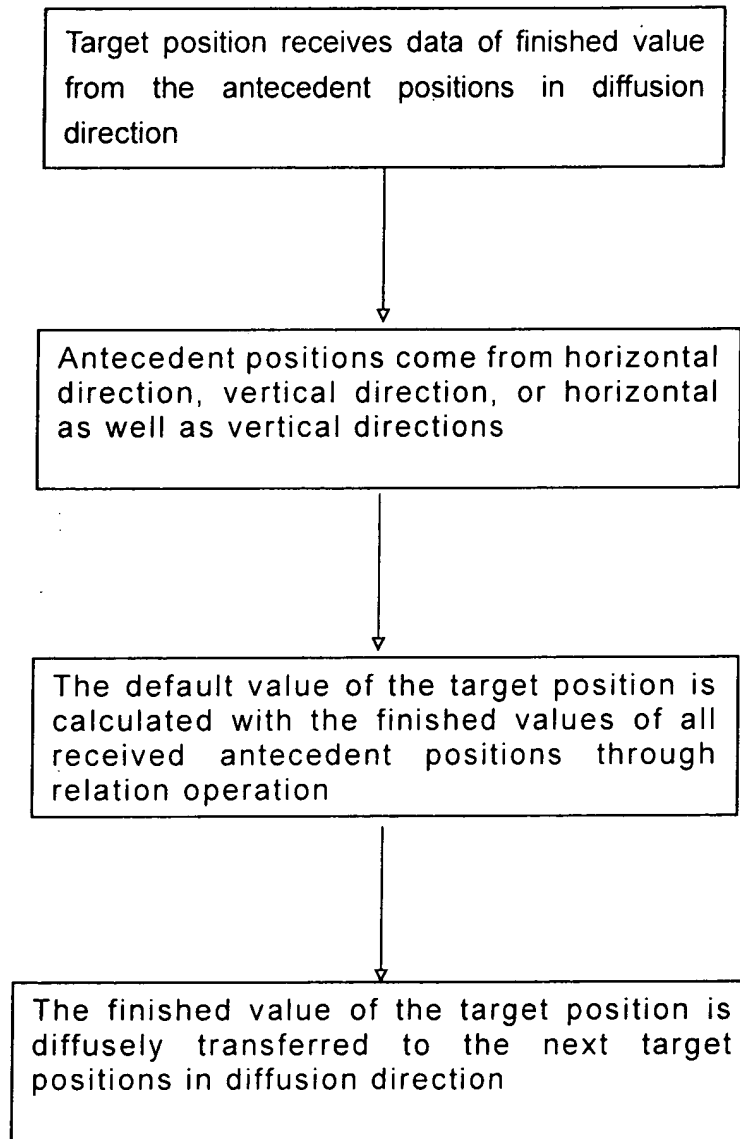 Target position receives data of finished value
from the antecedent positions in diffusion
direction
Antecedent positions come from horizontal
direction, vertical direction, or horizontal
as well as vertical directions
The default value of the target position is
calculated with the finished values of all
received antecedent positions through
relation operation
The finished value of the target position is
diffusely transferred to the next target
positions in diffusion direction